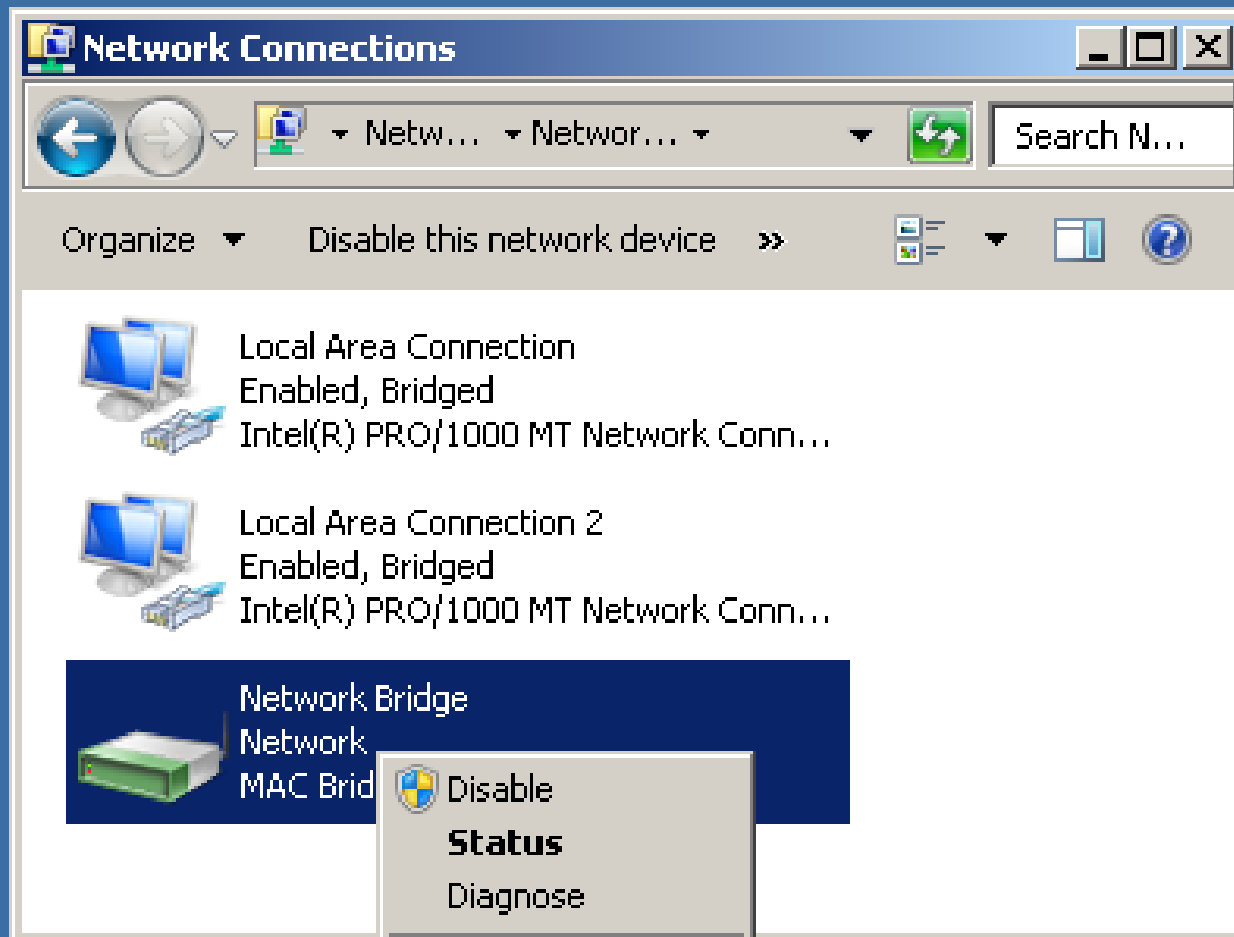 Network Connections
Netw... Networ...
Search N...
Organize Disable this network device »
Local Area Connection
Enabled, Bridged
Intel(R) PRO/1000 MT Network Conn...
Local Area Connection 2
Enabled, Bridged
Intel(R) PRO/1000 MT Network Conn...
Network Bridge
Network
MAC Brid
Disable
Status
Diagnose